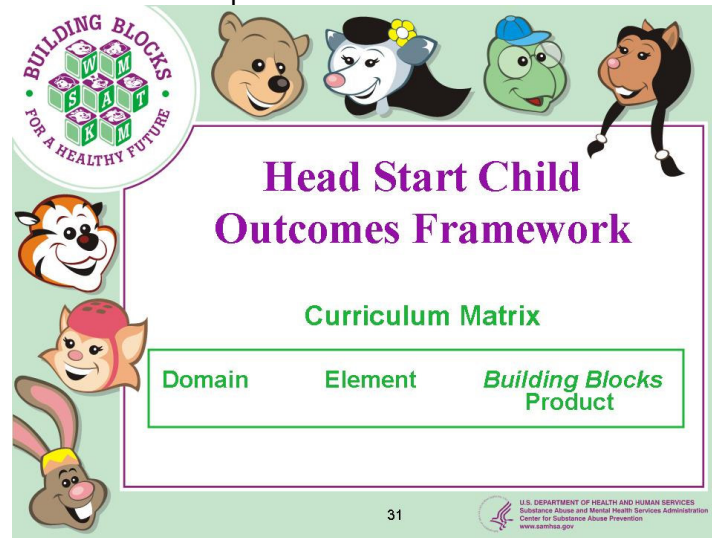 BUILDING BLOCKS
W M
S A T
K M
FOR A HEALTHY FUTURE
Head Start Child
Outcomes Framework
Curriculum Matrix
Domain Element Building Blocks
Product
31
U.S. DEPARTMENT OF HEALTH AND HUMAN SERVICES
Substance Abuse and Mental Health Services Administration
Center for Substance Abuse Prevention
www.samhsa.gov